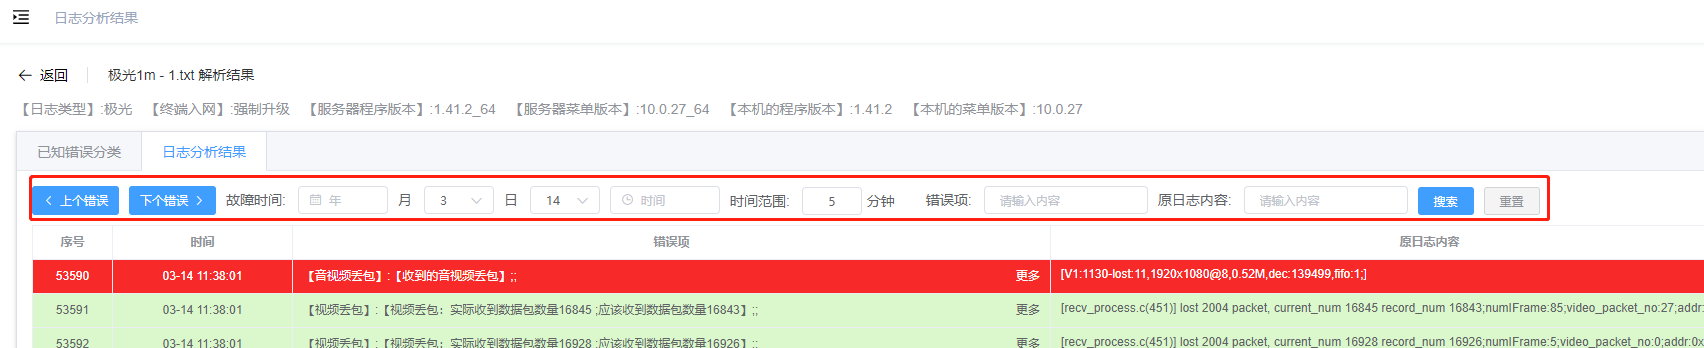 日志分析结果
返回 极光1m - 1.txt 解析结果
【日志类型】:极光 【终端入网】:强制升级 【服务器程序版本】:1.41.2_64 【服务器菜单版本】:10.0.27_64 【本机的程序版本】:1.41.2 【本机的菜单版本】:10.0.27
已知错误分类 日志分析结果
上个错误 下个错误 故障时间: 年 月 3 日 14 时间 时间范围: 5 分钟 错误项: 请输入内容 原日志内容: 请输入内容 搜索 重置
序号 时间 错误项 原日志内容
53590 03-14 11:38:01 【音视频丢包】:【收到的音视频丢包】;; 更多 [V1:1130-lost:11,1920x1080@8,0.52M,dec:139499,fifo:1;]
53591 03-14 11:38:01 【视频丢包】:【视频丢包：实际收到数据包数量16845 ;应该收到数据包数量16843】;; 更多 [recv_process.c(451)] lost 2004 packet, current_num 16845 record_num 16843;numIFrame:85;video_packet_no:27;addr:
53592 03-14 11:38:01 【视频丢包】:【视频丢包：实际收到数据包数量16928 ;应该收到数据包数量16926】;; 更多 [recv_process.c(451)] lost 2004 packet, current_num 16928 record_num 16926;numIFrame:5;video_packet_no:0;addr:0x